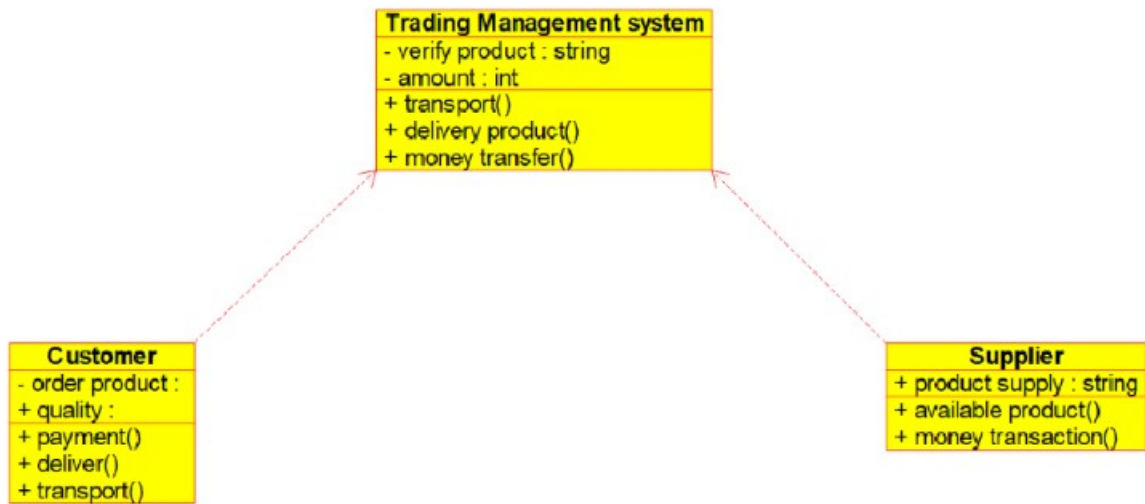 Trading Management system
- verify product : string
- amount : int
+ transport()
+ delivery product()
+ money transfer()
Customer
- order product :
+ quality :
+ payment()
+ deliver()
+ transport()
Supplier
+ product supply : string
+ available product()
+ money transaction()